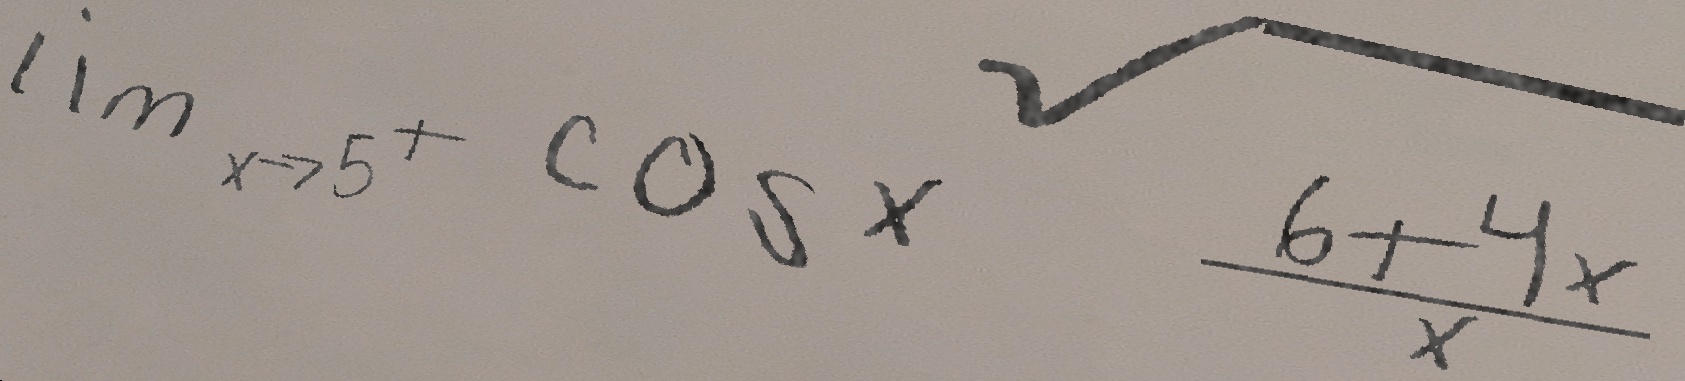 lim x→5+ cos x √((6+4x)/x)